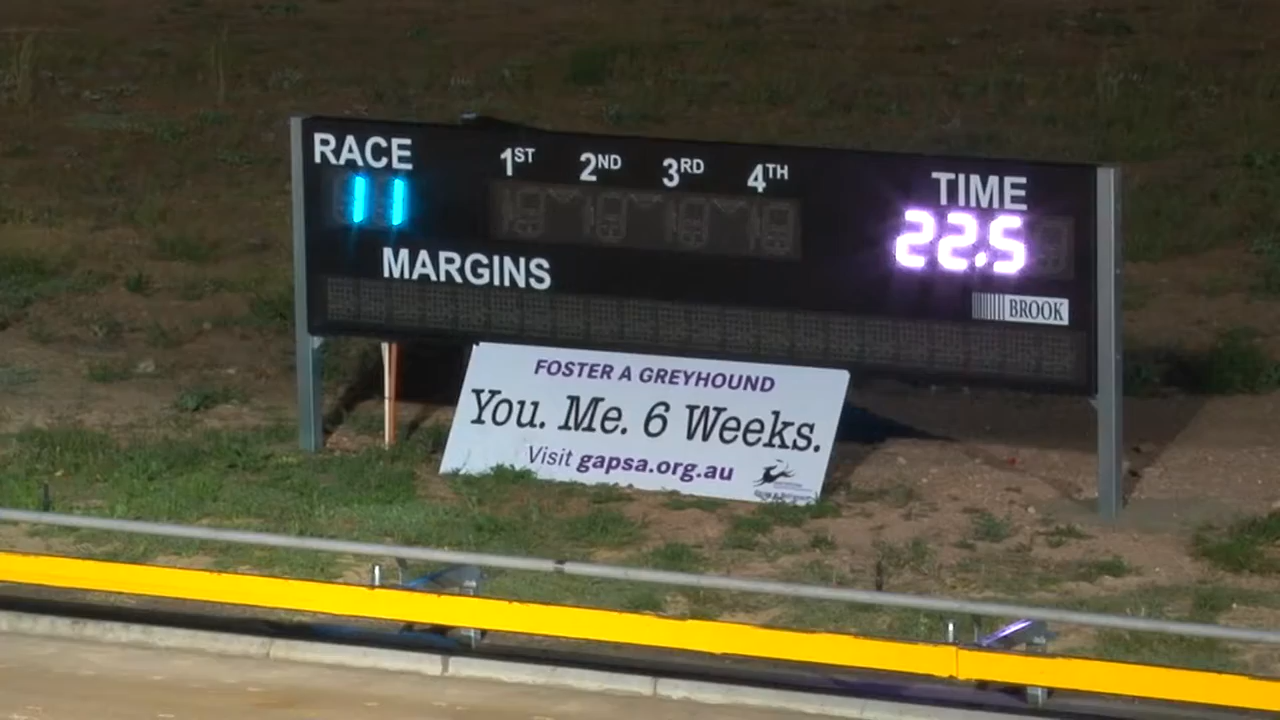 RACE 1ST 2ND 3RD 4TH TIME
11 22.5
MARGINS
BROOK
FOSTER A GREYHOUND
You. Me. 6 Weeks.
Visit gapsa.org.au